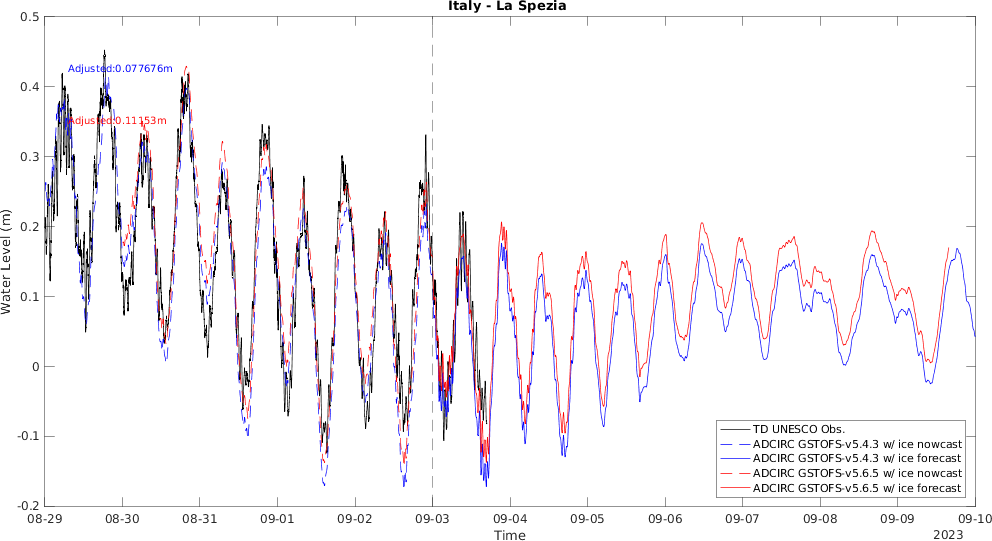 Italy - La Spezia
0.5
0.4
0.3
0.2
0.1
0
-0.1
-0.2
Water Level (m)
Adjusted:0.077676m
Adjusted:0.11153m
TD UNESCO Obs.
ADCIRC GSTOFS-v5.4.3 w/ ice nowcast
ADCIRC GSTOFS-v5.4.3 w/ ice forecast
ADCIRC GSTOFS-v5.6.5 w/ ice nowcast
ADCIRC GSTOFS-v5.6.5 w/ ice forecast
08-29 08-30 08-31 09-01 09-02 09-03 09-04 09-05 09-06 09-07 09-08 09-09 09-10
Time
2023